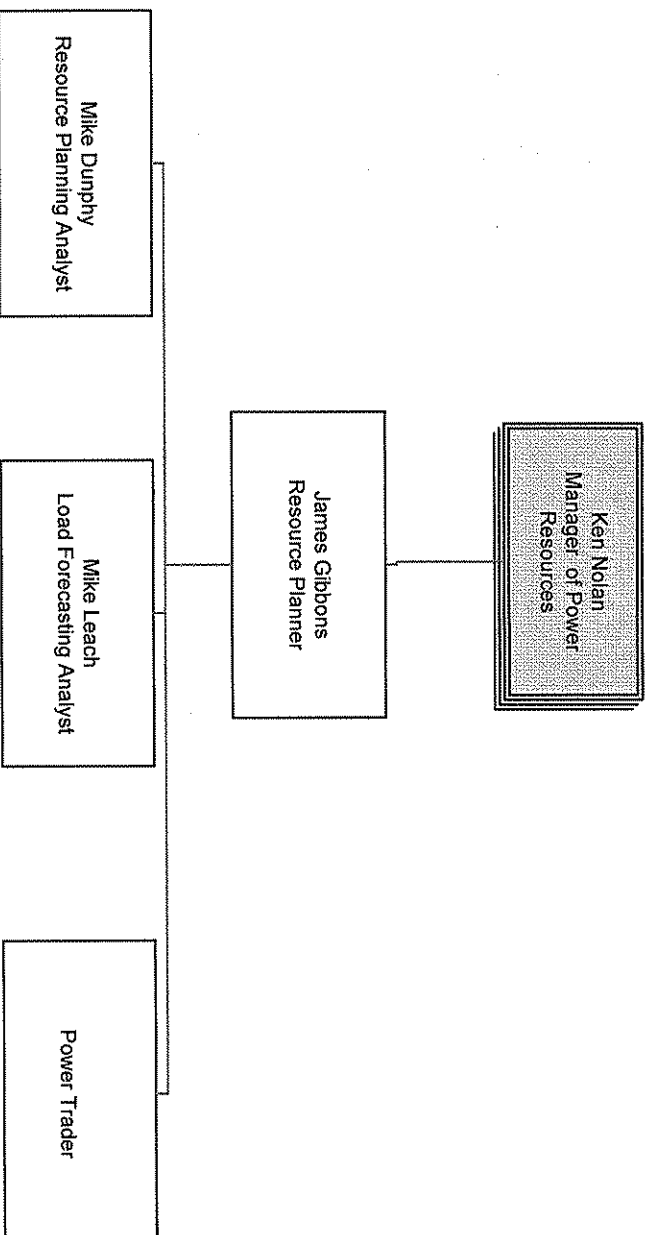 Ken Nolan
Manager of Power
Resources
James Gibbons
Resource Planner
Mike Dunphy
Resource Planning Analyst
Mike Leach
Load Forecasting Analyst
Power Trader